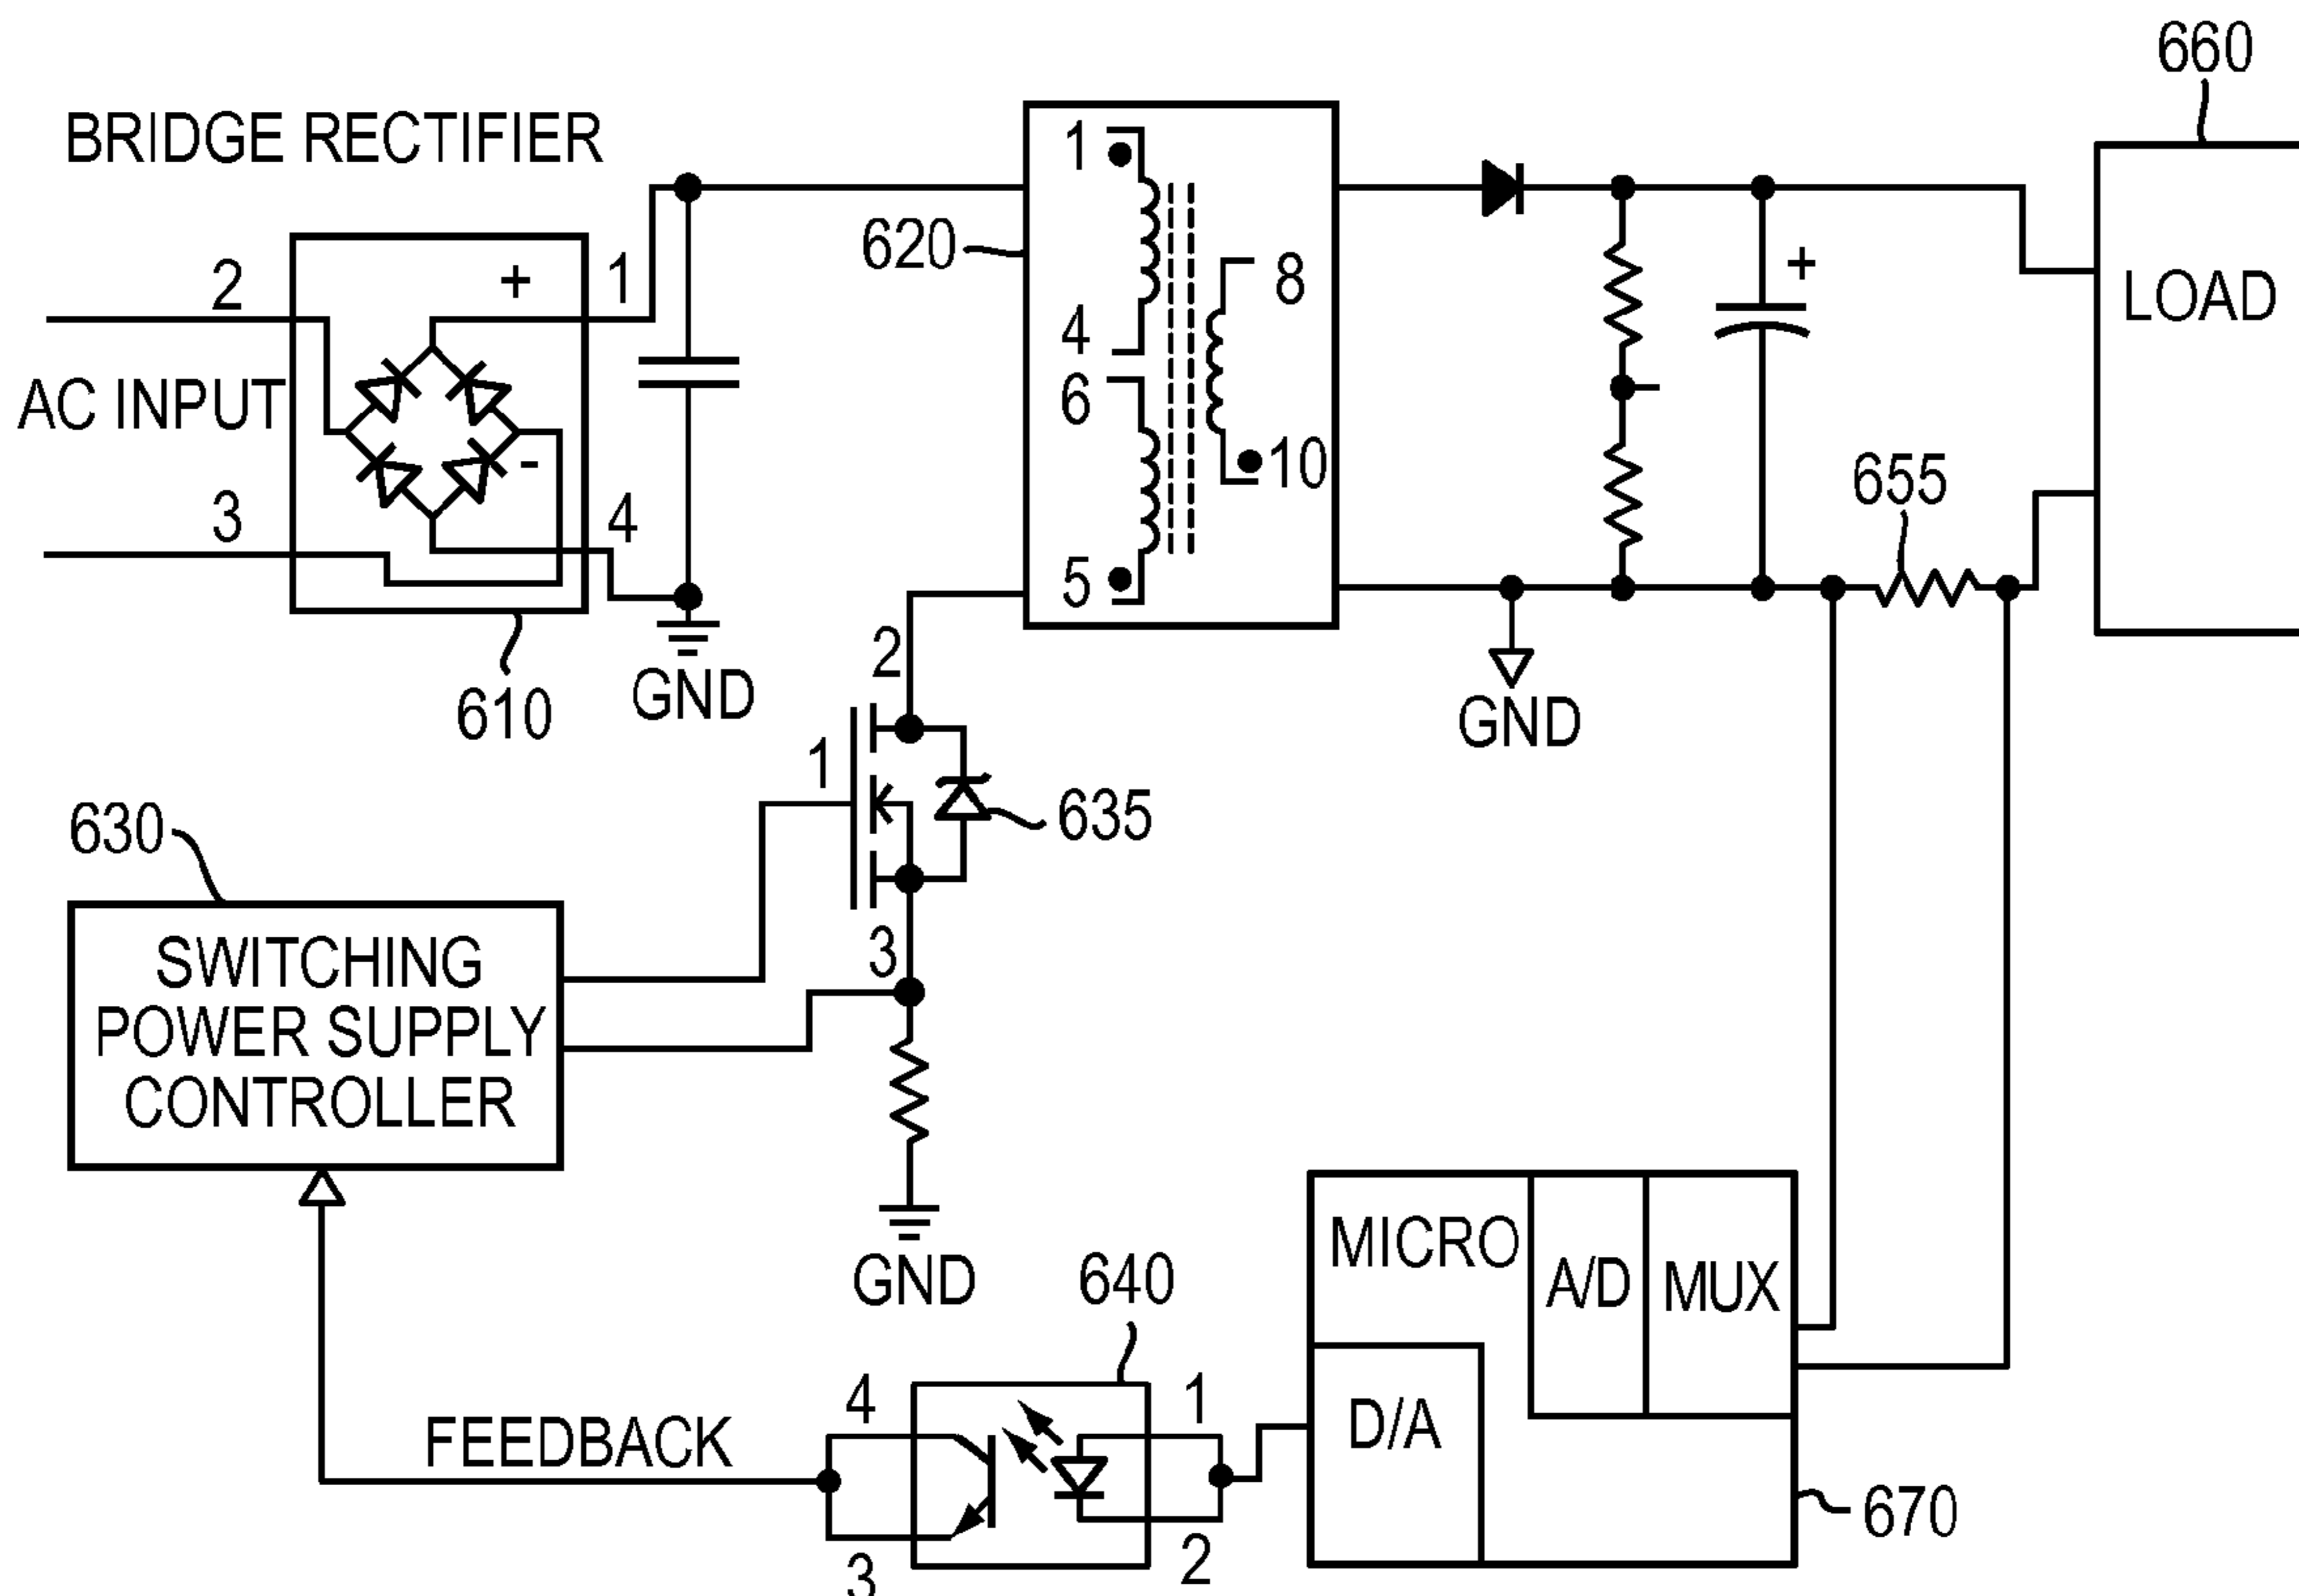 660
BRIDGE RECTIFIER
1
620
8
LOAD
2
+
1
+
4
AC INPUT
6
-
10
655
3
4
5
2
610
GND
GND
1
630
635
SWITCHING
POWER SUPPLY
CONTROLLER
3
MICRO
A/D
MUX
GND
640
4
1
D/A
FEEDBACK
670
3
2